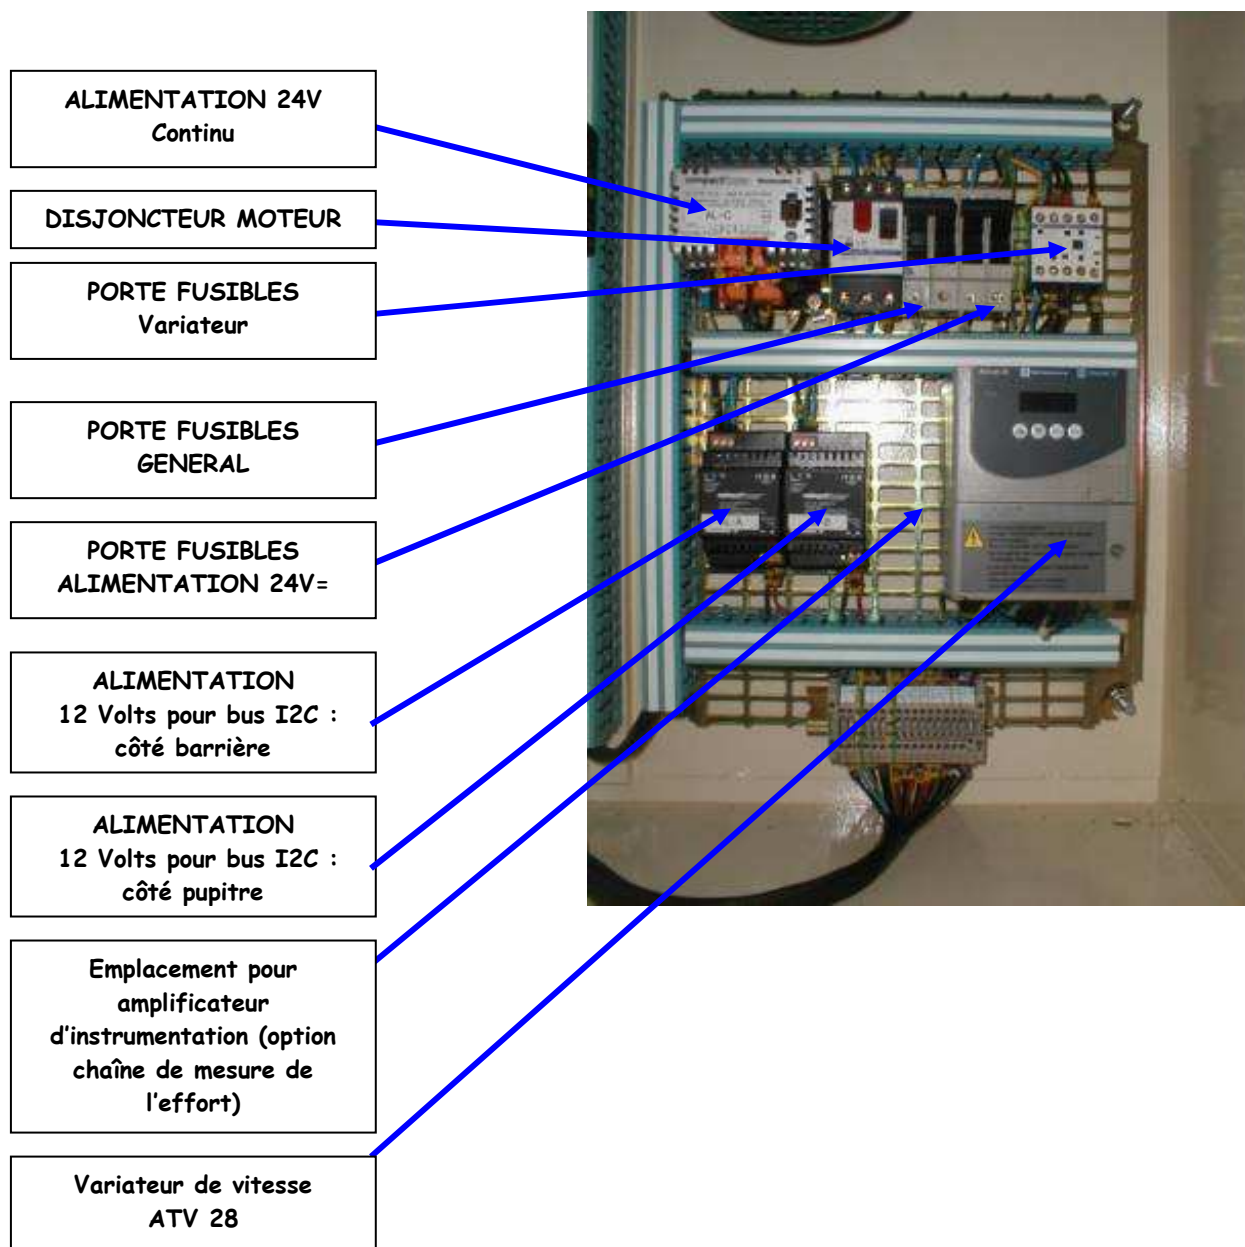 ALIMENTATION 24V
Continu
DISJONCTEUR MOTEUR
PORTE FUSIBLES
Variateur
PORTE FUSIBLES
GENERAL
PORTE FUSIBLES
ALIMENTATION 24V=
ALIMENTATION
12 Volts pour bus I2C :
côté barrière
ALIMENTATION
12 Volts pour bus I2C :
côté pupitre
Emplacement pour
amplificateur
d'instrumentation (option
chaîne de mesure de
l'effort)
Variateur de vitesse
ATV 28
AL-C